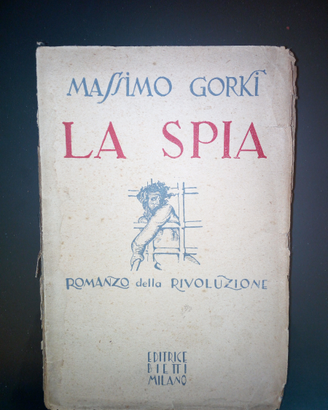 MASSIMO GORKI
LA SPIA
ROMANZO della RIVOLUZIONE
EDITRICE
BIETTI
MILANO